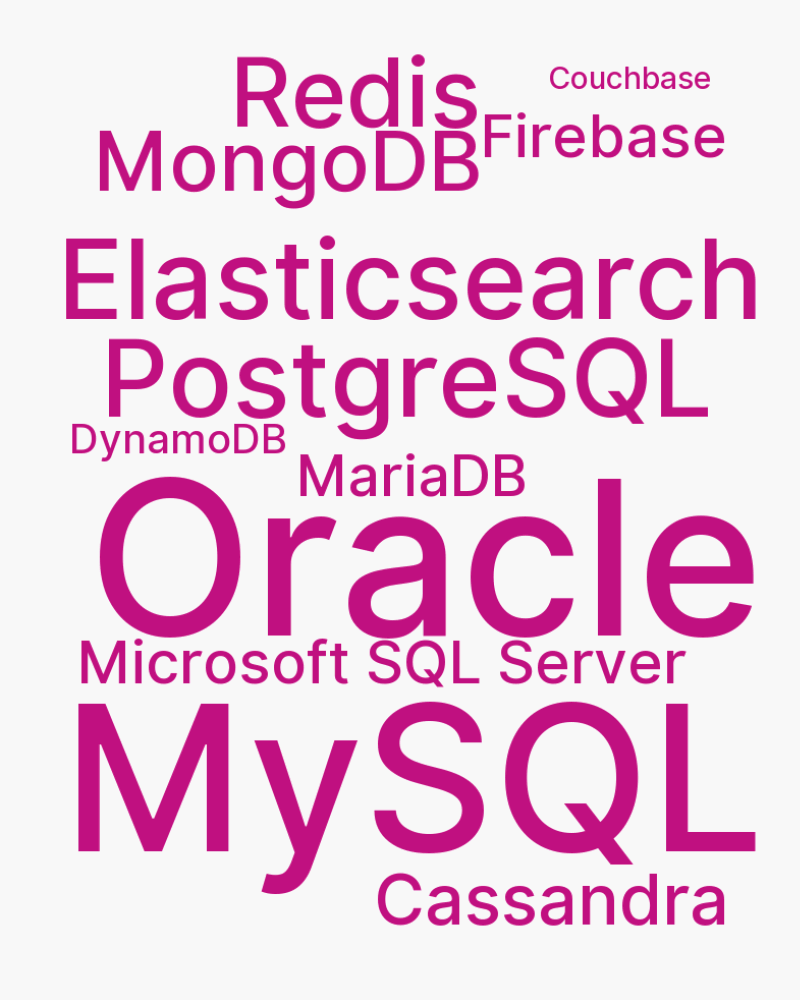 Redis
Couchbase
Firebase
MongoDB
Elasticsearch
PostgreSQL
DynamoDB
MariaDB
Oracle
Microsoft SQL Server
MySQL
Cassandra